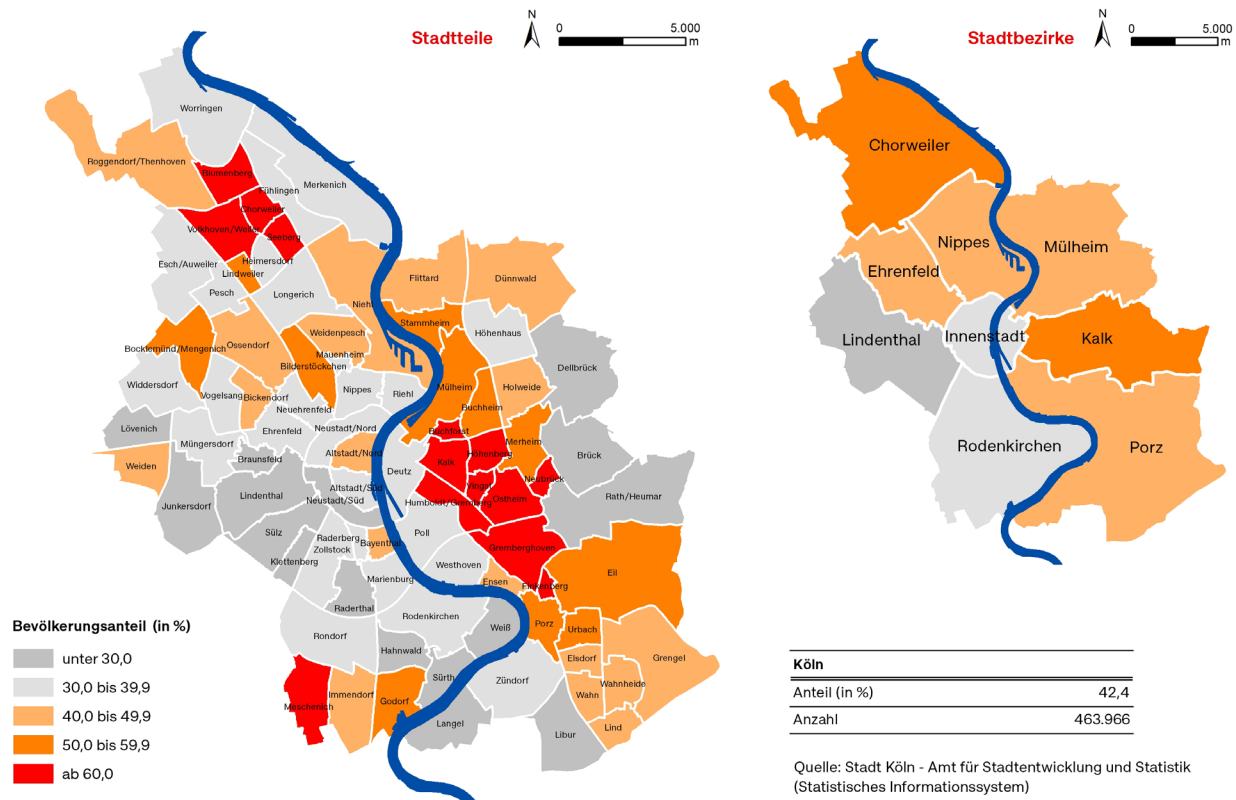 Stadtteile
N
0 5.000
m
Stadtbezirke
N
0 5.000
m
Worringen
Roggendorf/Thenhoven
Blumenberg
Fühlingen
Merkenich
Chorweiler
Volkhoven/Weiler
Seeberg
Esch/Auweiler
Heimersdorf
Lindweiler
Pesch
Longerich
Niehl
Flittard
Dünnwald
Stammheim
Höhenhaus
Weidenpesch
Bocklemünd/Mengenich
Ossendorf
Mauenheim
Bilderstöckchen
Dellbrück
Widdersdorf
Vogelsang
Bickendorf
Nippes
Riehl
Mülheim
Holweide
Neuehrenfeld
Buchheim
Lövenich
Müngersdorf
Ehrenfeld
Neustadt/Nord
Buchforst
Merheim
Weiden
Braunsfeld
Altstadt/Nord
Deutz
Kalk
Höhenberg
Brück
Junkersdorf
Lindenthal
Altstadt/Süd
Neustadt/Süd
Vingst
Neubrück
Humboldt/Gremberg
Ostheim
Rath/Heumar
Sülz
Raderberg
Zollstock
Bayenthal
Poll
Gremberghoven
Klettenberg
Marienburg
Westhoven
Ensen
Finkenberg
Eil
Raderthal
Rodenkirchen
Weiß
Porz
Urbach
Rondorf
Hahnwald
Elsdorf
Grengel
Sürth
Zündorf
Wahn
Wahnheide
Meschenich
Immendorf
Godorf
Langel
Libur
Lind
Chorweiler
Nippes
Mülheim
Ehrenfeld
Lindenthal
Innenstadt
Kalk
Rodenkirchen
Porz
Bevölkerungsanteil (in %)
unter 30,0
30,0 bis 39,9
40,0 bis 49,9
50,0 bis 59,9
ab 60,0
Köln
Anteil (in %) 42,4
Anzahl 463.966
Quelle: Stadt Köln - Amt für Stadtentwicklung und Statistik
(Statistisches Informationssystem)